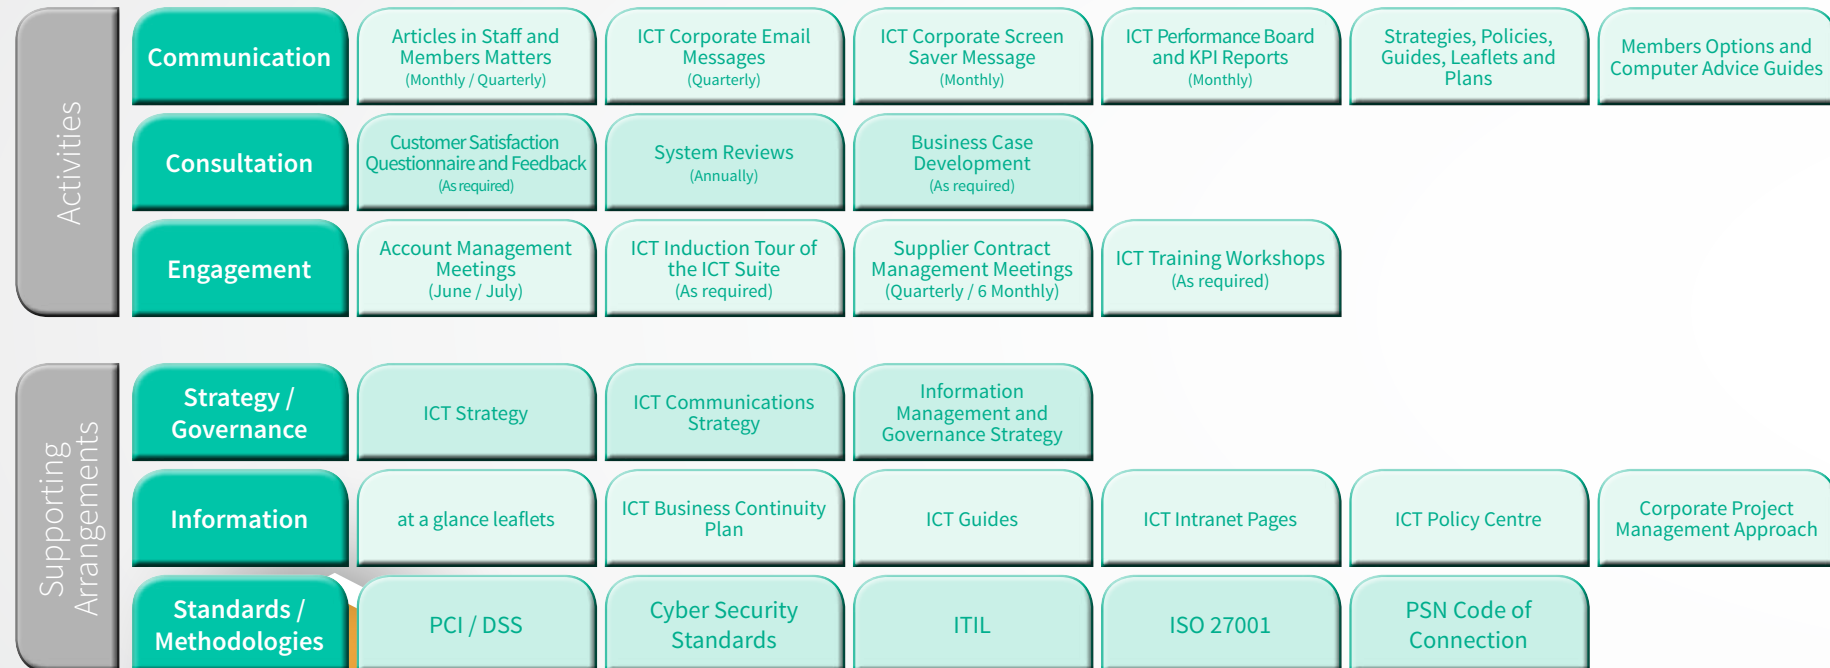 Activities
Communication
Articles in Staff and
Members Matters
(Monthly / Quarterly)
ICT Corporate Email
Messages
(Quarterly)
ICT Corporate Screen
Saver Message
(Monthly)
ICT Performance Board
and KPI Reports
(Monthly)
Strategies, Policies,
Guides, Leaflets and
Plans
Members Options and
Computer Advice Guides
Consultation
Customer Satisfaction
Questionnaire and Feedback
(As required)
System Reviews
(Annually)
Business Case
Development
(As required)
Engagement
Account Management
Meetings
(June / July)
ICT Induction Tour of
the ICT Suite
(As required)
Supplier Contract
Management Meetings
(Quarterly / 6 Monthly)
ICT Training Workshops
(As required)
Supporting
Arrangements
Strategy /
Governance
ICT Strategy
ICT Communications
Strategy
Information
Management and
Governance Strategy
Information
at a glance leaflets
ICT Business Continuity
Plan
ICT Guides
ICT Intranet Pages
ICT Policy Centre
Corporate Project
Management Approach
Standards /
Methodologies
PCI / DSS
Cyber Security
Standards
ITIL
ISO 27001
PSN Code of
Connection